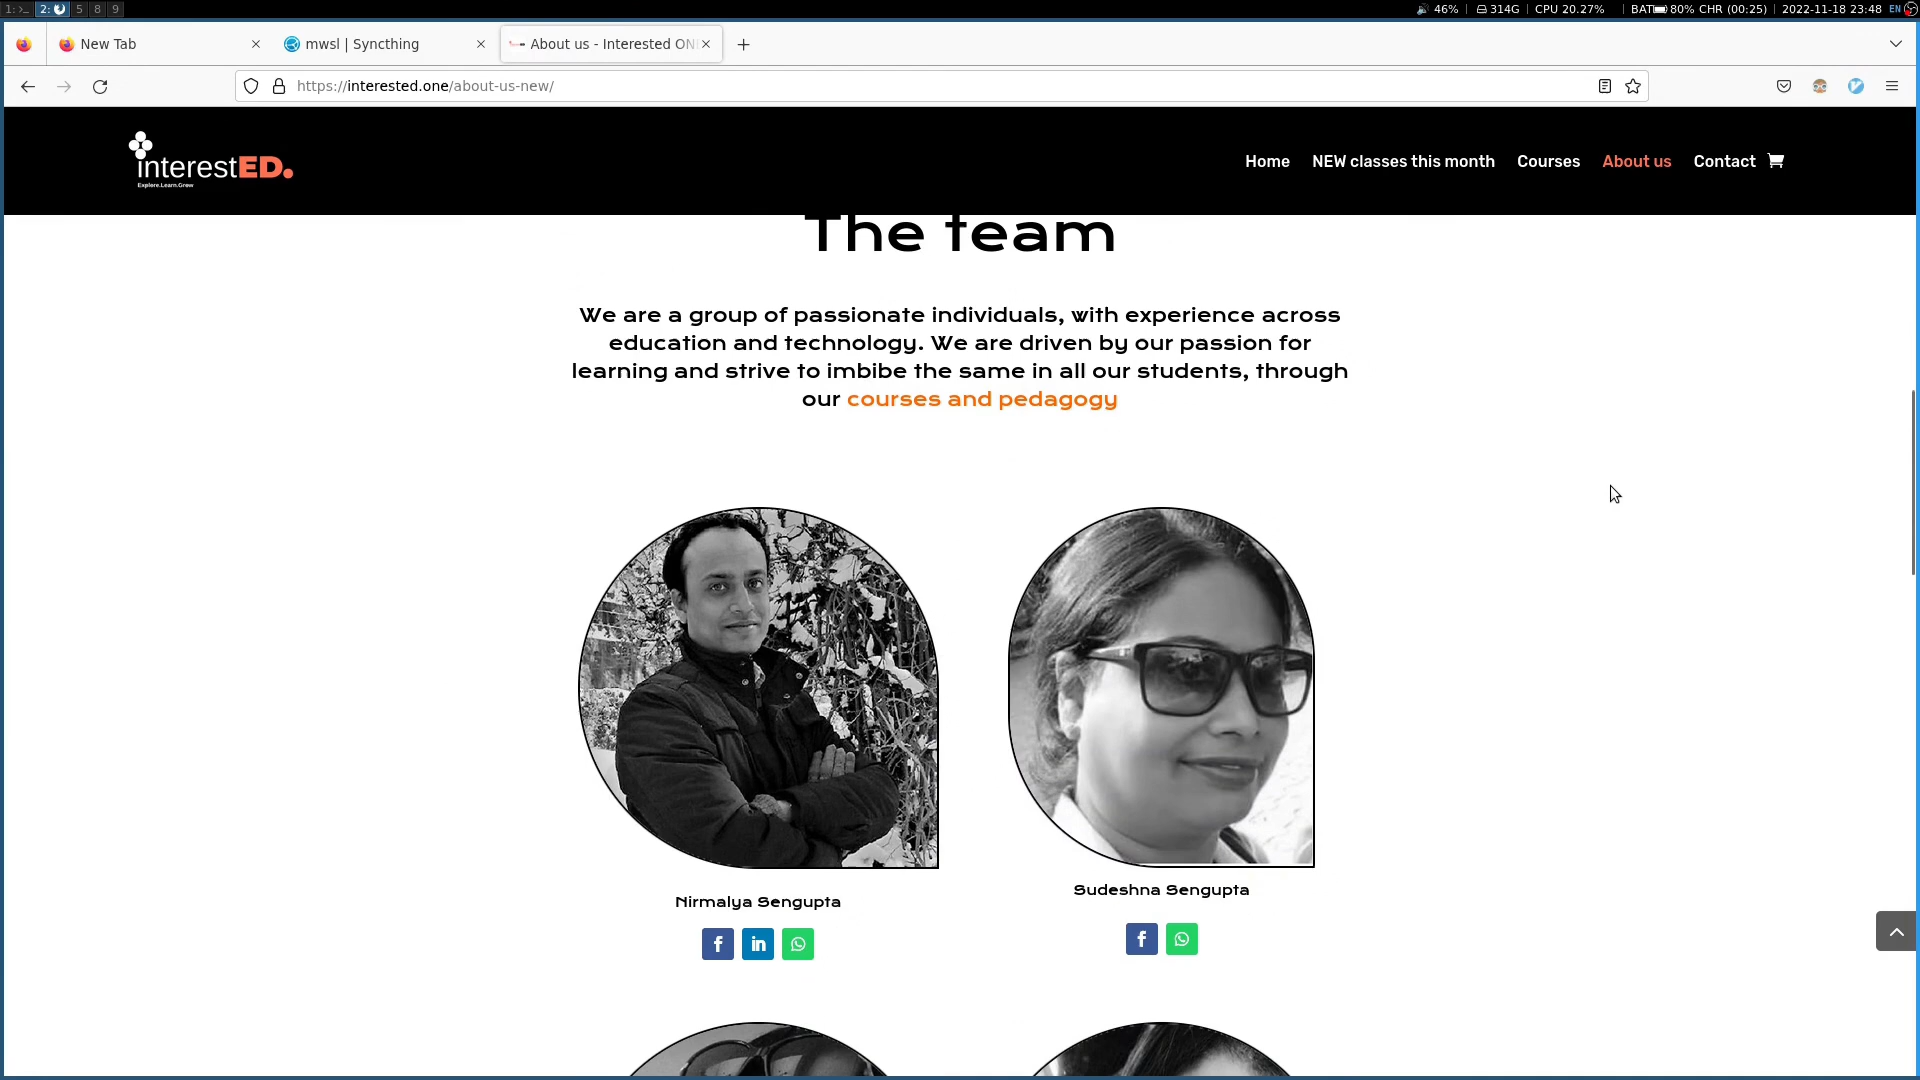 1: >_ 2: 5 8 9
46% | 314G | CPU 20.27% | BAT 80% CHR (00:25) | 2022-11-18 23:48 EN
New Tab
mwsl | Syncthing
About us - Interested ON
https://interested.one/about-us-new/
interestED.
Explore.Learn.Grow
Home
NEW classes this month
Courses
About us
Contact
The team
We are a group of passionate individuals, with experience across
education and technology. We are driven by our passion for
learning and strive to imbibe the same in all our students, through
our courses and pedagogy
Nirmalya Sengupta
Sudeshna Sengupta
f in
f